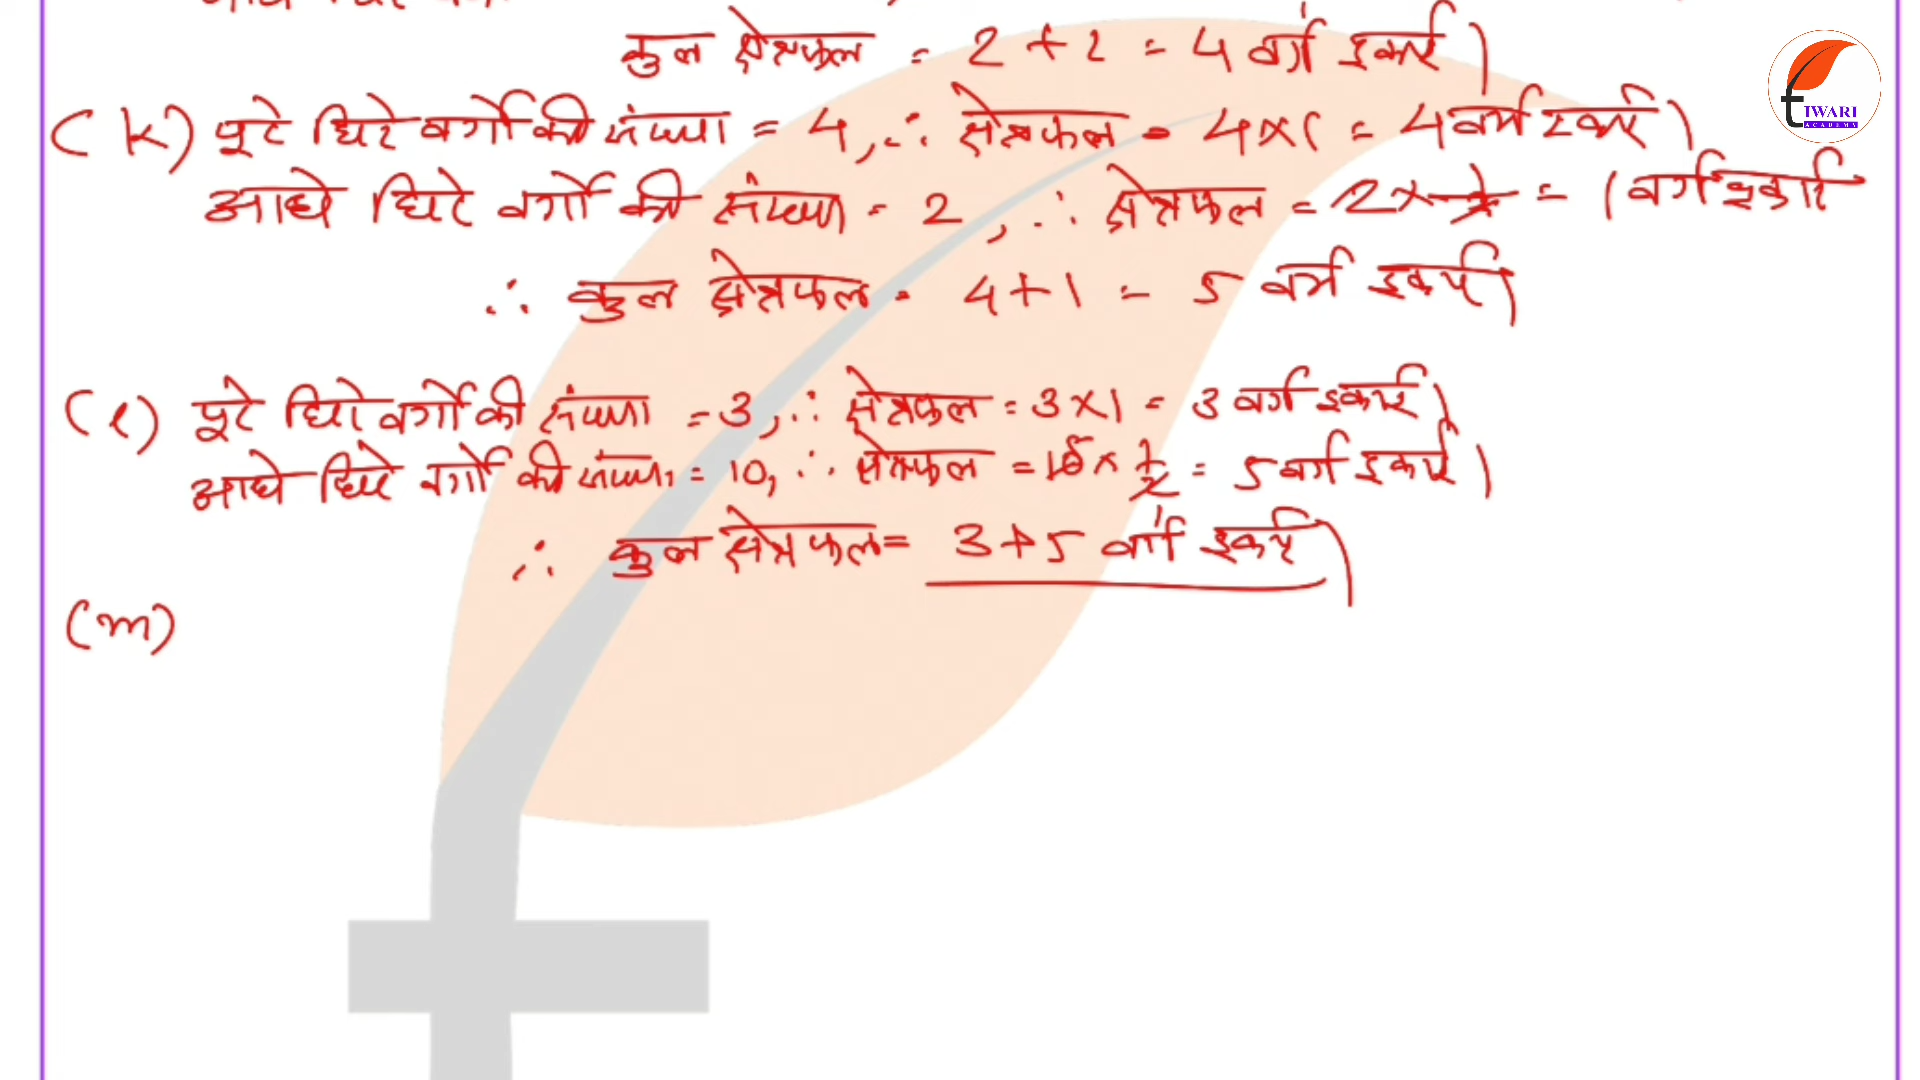 कुल क्षेत्रफल = 2 + 2 = 4 वर्ग इकाई।
tIWARI
ACADEMY
(k) पूरे घिरे वर्गों की संख्या = 4, ∴ क्षेत्रफल = 4×1 = 4 वर्ग इकाई।
आधे घिरे वर्गों की संख्या = 2, ∴ क्षेत्रफल = 2×1/2 = 1 वर्ग इकाई
∴ कुल क्षेत्रफल = 4+1 = 5 वर्ग इकाई।
(l) पूरे घिरे वर्गों की संख्या = 3, ∴ क्षेत्रफल = 3×1 = 3 वर्ग इकाई।
आधे घिरे वर्गों की संख्या = 10, ∴ क्षेत्रफल = 10 × 1/2 = 5 वर्ग इकाई।
∴ कुल क्षेत्रफल = 3+5 वर्ग इकाई।
(m)